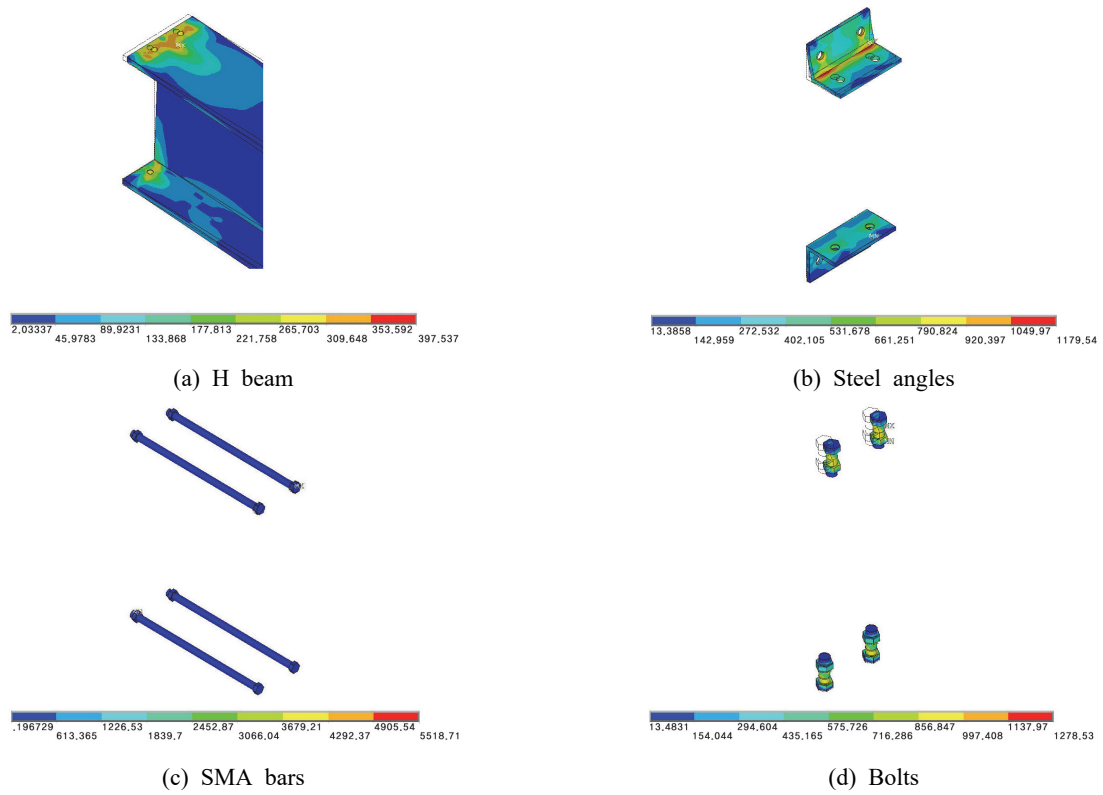 2,03337 89,9231 177,813 265,703 353,592
45,9783 133,868 221,758 309,648 397,537
(a) H beam
13,3858 272,532 531,678 790,824 1049,97
142,959 402,105 661,251 920,397 1179,54
(b) Steel angles
,196729 1226,53 2452,87 3679,21 4905,54
613,365 1839,7 3066,04 4292,37 5518,71
(c) SMA bars
13,4831 294,604 575,726 856,847 1137,97
154,044 435,165 716,286 997,408 1278,53
(d) Bolts